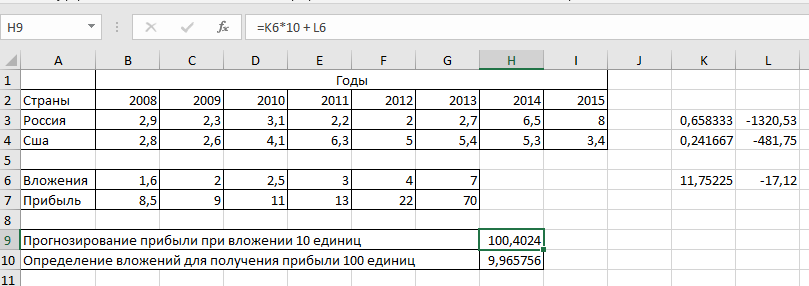 H9 fx =K6*10 + L6
A B C D E F G H I J K L
1 Годы
2 Страны 2008 2009 2010 2011 2012 2013 2014 2015
3 Россия 2,9 2,3 3,1 2,2 2 2,7 6,5 8 0,658333 -1320,53
4 Сша 2,8 2,6 4,1 6,3 5 5,4 5,3 3,4 0,241667 -481,75
5
6 Вложения 1,6 2 2,5 3 4 7 11,75225 -17,12
7 Прибыль 8,5 9 11 13 22 70
8
9 Прогнозирование прибыли при вложении 10 единиц 100,4024
10 Определение вложений для получения прибыли 100 единиц 9,965756
11